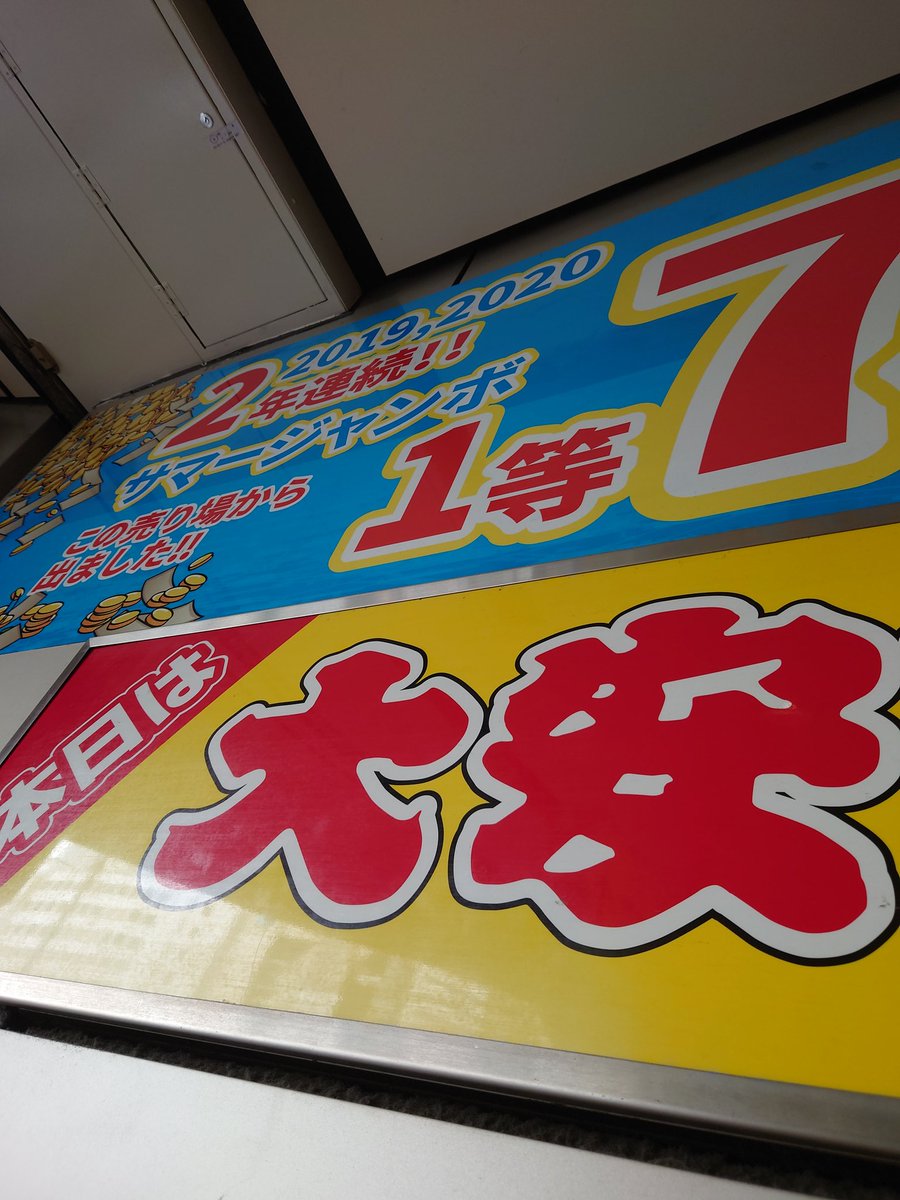 2019,2020
2年連続!!
サマージャンボ
1等 7
この売り場から
出ました!!
本日は
大安